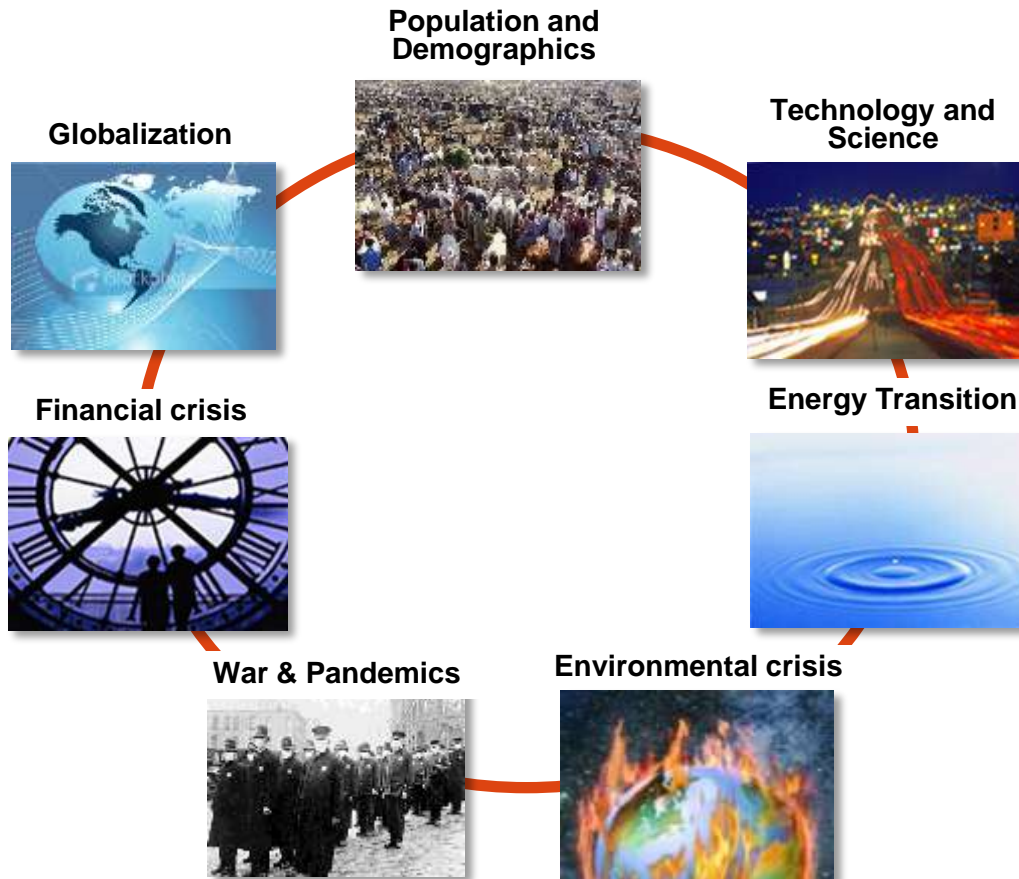 Population and
Demographics
Technology and
Science
Globalization
Energy Transition
Financial crisis
Environmental crisis
War & Pandemics